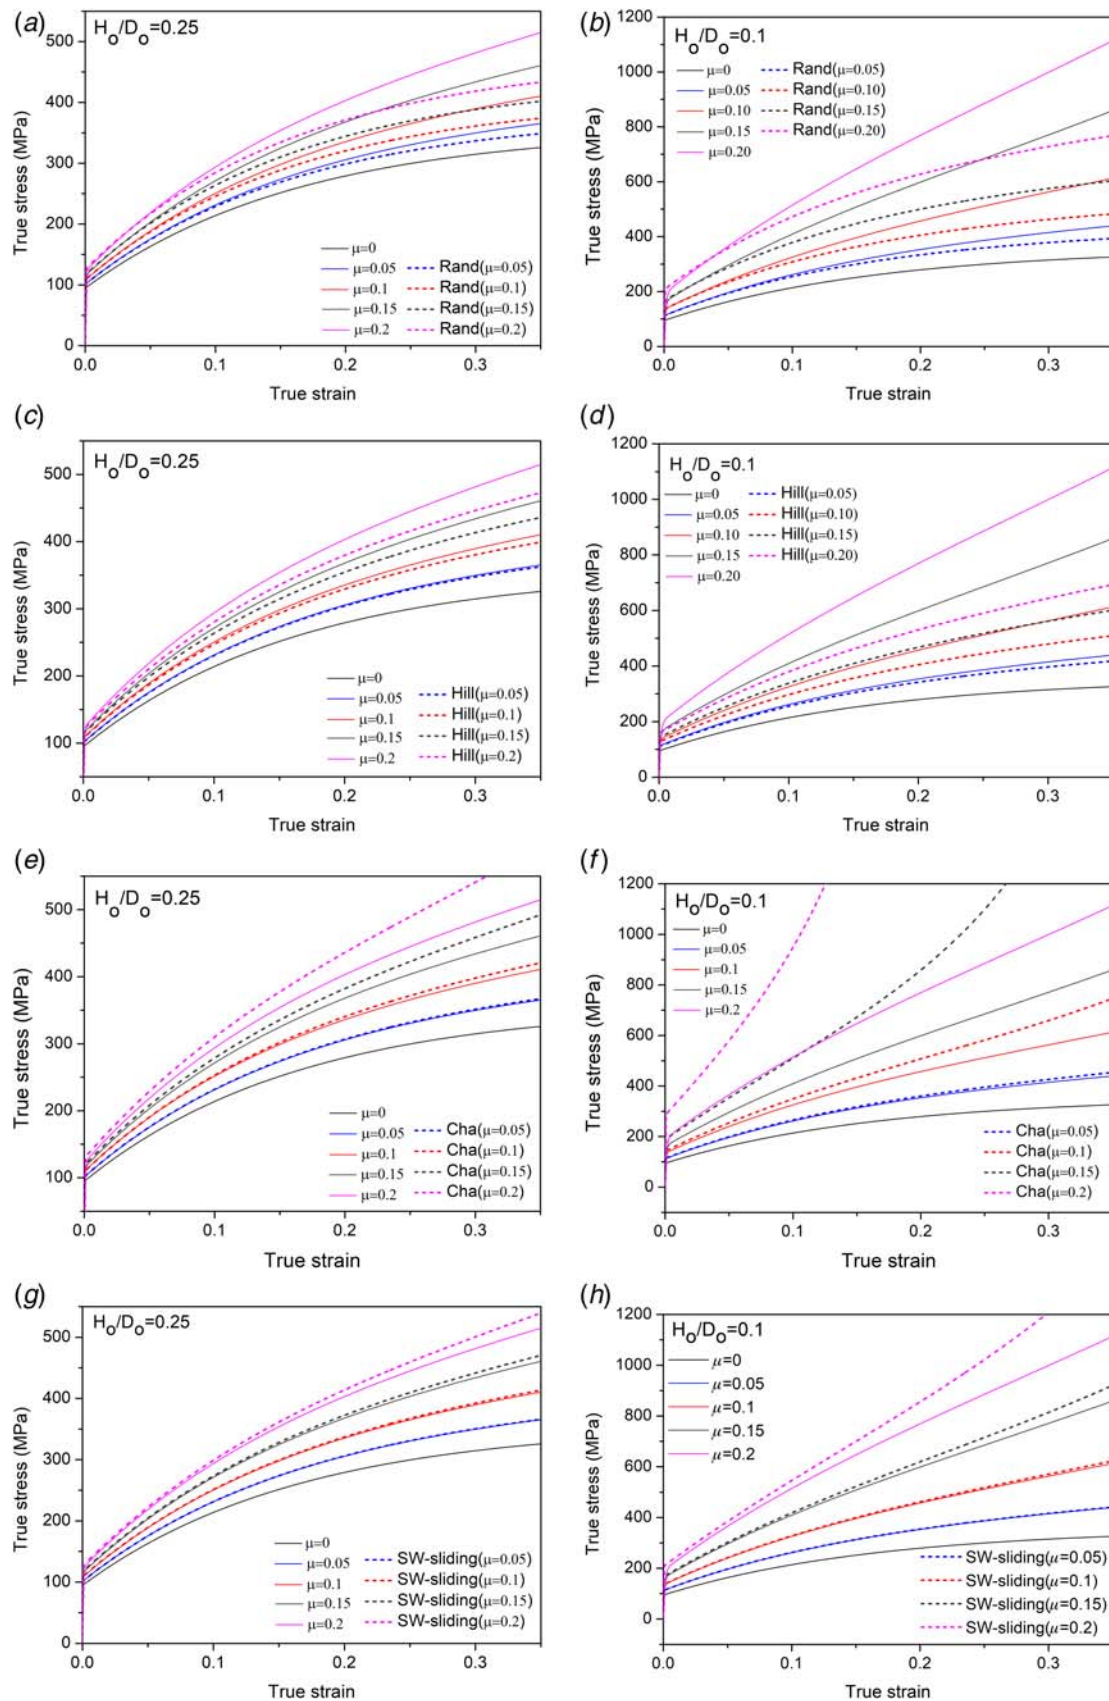 (a)
H₀/D₀=0.25
500
400
300
200
100
0
True stress (MPa)
μ=0
μ=0.05 Rand(μ=0.05)
μ=0.1 Rand(μ=0.1)
μ=0.15 Rand(μ=0.15)
μ=0.2 Rand(μ=0.2)
0.0 0.1 0.2 0.3
True strain
(b)
H₀/D₀=0.1
1200
1000
800
600
400
200
0
True stress (MPa)
μ=0 Rand(μ=0.05)
μ=0.05 Rand(μ=0.10)
μ=0.10 Rand(μ=0.15)
μ=0.15 Rand(μ=0.20)
μ=0.20
0.0 0.1 0.2 0.3
True strain
(c)
H₀/D₀=0.25
500
400
300
200
100
True stress (MPa)
μ=0
μ=0.05 Hill(μ=0.05)
μ=0.1 Hill(μ=0.1)
μ=0.15 Hill(μ=0.15)
μ=0.2 Hill(μ=0.2)
0.0 0.1 0.2 0.3
True strain
(d)
H₀/D₀=0.1
1200
1000
800
600
400
200
0
True stress (MPa)
μ=0 Hill(μ=0.05)
μ=0.05 Hill(μ=0.10)
μ=0.10 Hill(μ=0.15)
μ=0.15 Hill(μ=0.20)
μ=0.20
0.0 0.1 0.2 0.3
True strain
(e)
H₀/D₀=0.25
500
400
300
200
100
True stress (MPa)
μ=0
μ=0.05 Cha(μ=0.05)
μ=0.1 Cha(μ=0.1)
μ=0.15 Cha(μ=0.15)
μ=0.2 Cha(μ=0.2)
0.0 0.1 0.2 0.3
True strain
(f)
H₀/D₀=0.1
1200
1000
800
600
400
200
0
True stress (MPa)
μ=0
μ=0.05
μ=0.1
μ=0.15
μ=0.2
Cha(μ=0.05)
Cha(μ=0.1)
Cha(μ=0.15)
Cha(μ=0.2)
0.0 0.1 0.2 0.3
True strain
(g)
H₀/D₀=0.25
500
400
300
200
100
0
True stress (MPa)
μ=0
μ=0.05 SW-sliding(μ=0.05)
μ=0.1 SW-sliding(μ=0.1)
μ=0.15 SW-sliding(μ=0.15)
μ=0.2 SW-sliding(μ=0.2)
0.0 0.1 0.2 0.3
True strain
(h)
H₀/D₀=0.1
1200
1000
800
600
400
200
0
True stress (MPa)
μ=0
μ=0.05
μ=0.1
μ=0.15
μ=0.2
SW-sliding(μ=0.05)
SW-sliding(μ=0.1)
SW-sliding(μ=0.15)
SW-sliding(μ=0.2)
0.0 0.1 0.2 0.3
True strain